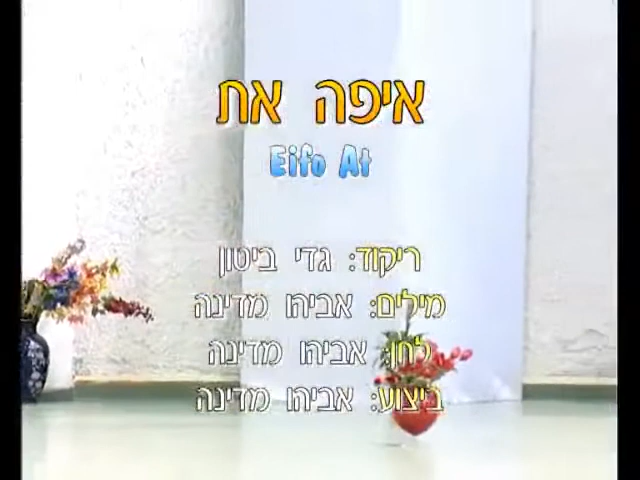 איפה את
Eifo At
ריקוד: גדי ביטון
מילים: אביהו מדינה
לחן: אביהו מדינה
ביצוע: אביהו מדינה